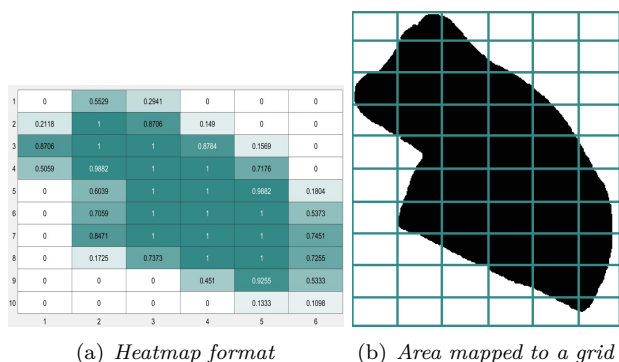 1 0 0.5529 0.2941 0 0 0
2 0.2118 1 0.8706 0.149 0 0
3 0.8706 1 1 0.8784 0.1569 0
4 0.5059 0.9882 1 1 0.7176 0
5 0 0.6039 1 1 0.9882 0.1804
6 0 0.7059 1 1 1 0.5373
7 0 0.6471 1 1 1 0.7451
8 0 0.1725 0.7373 1 1 0.7255
9 0 0 0 0.451 0.9255 0.5333
10 0 0 0 0 0.1333 0.1098
1 2 3 4 5 6
(a) Heatmap format (b) Area mapped to a grid